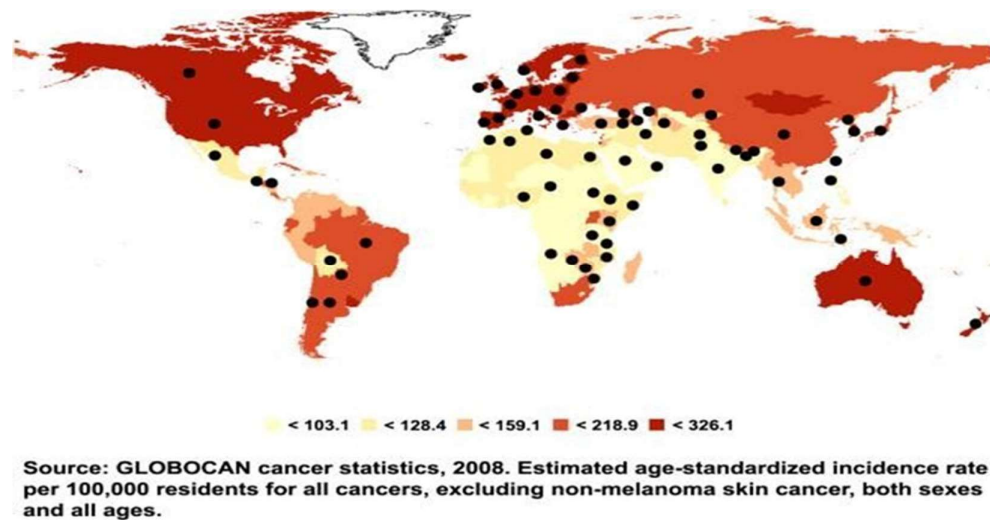 < 103.1 < 128.4 < 159.1 < 218.9 < 326.1
Source: GLOBOCAN cancer statistics, 2008. Estimated age-standardized incidence rate
per 100,000 residents for all cancers, excluding non-melanoma skin cancer, both sexes
and all ages.